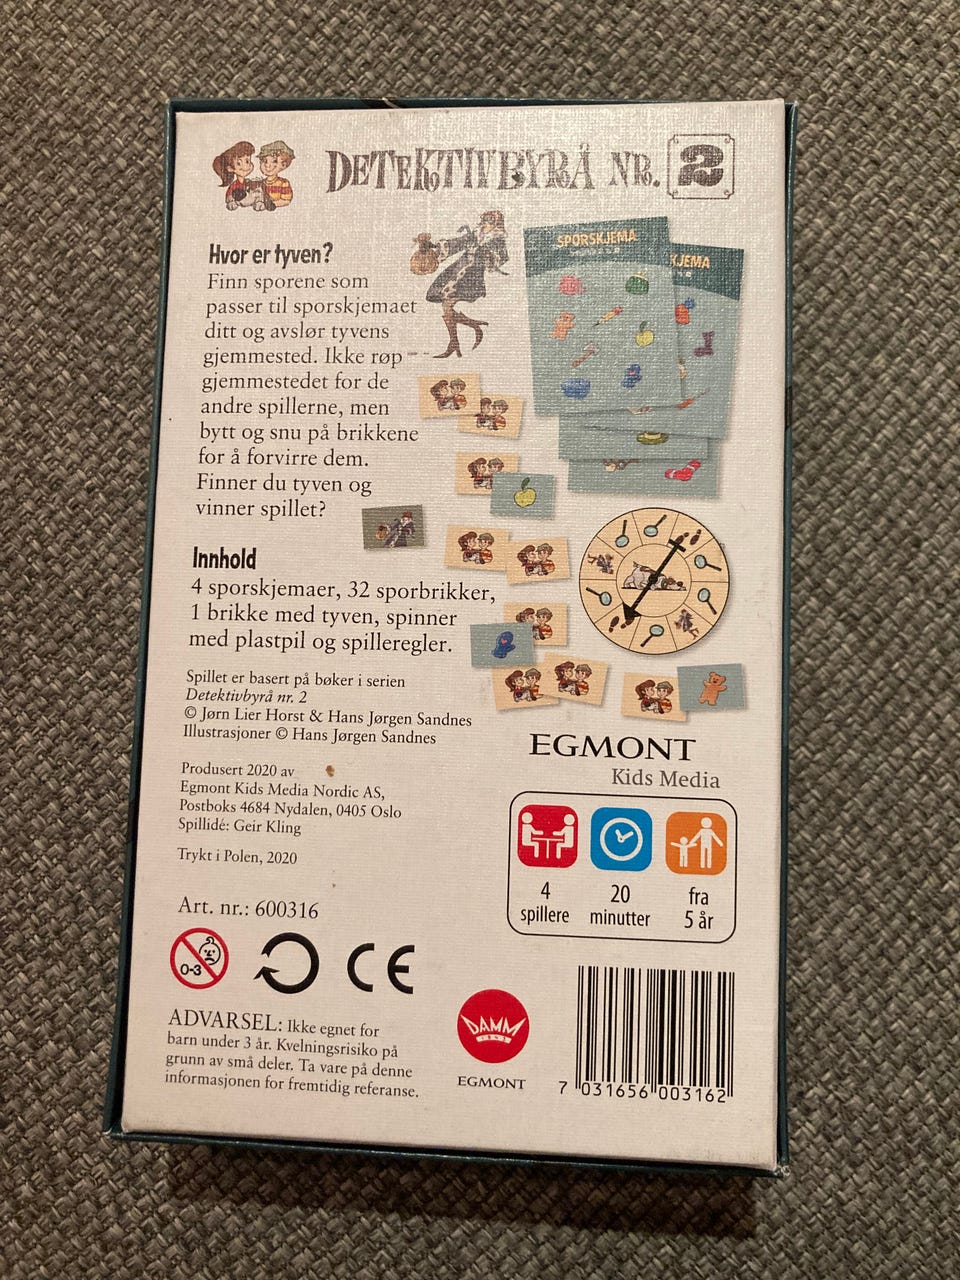 DETEKTIVBYRÅ NR. 2
Hvor er tyven?
Finn sporene som
passer til sporskjemaet
ditt og avslør tyvens
gjemmested. Ikke røp
gjemmestedet for de
andre spillerne, men
bytt og snu på brikkene
for å forvirre dem.
Finner du tyven og
vinner spillet?
SPORSKJEMA
KJEMA
Innhold
4 sporskjemaer, 32 sporbrikker,
1 brikke med tyven, spinner
med plastpil og spilleregler.
Spillet er basert på bøker i serien
Detektivbyrå nr. 2
© Jørn Lier Horst & Hans Jørgen Sandnes
Illustrasjoner © Hans Jørgen Sandnes
Produsert 2020 av
Egmont Kids Media Nordic AS,
Postboks 4684 Nydalen, 0405 Oslo
Spillidé: Geir Kling
Trykt i Polen, 2020
EGMONT
Kids Media
4
spillere
20
minutter
fra
5 år
Art. nr.: 600316
0-3
CE
ADVARSEL: Ikke egnet for
barn under 3 år. Kvelningsrisiko på
grunn av små deler. Ta vare på denne
informasjonen for fremtidig referanse.
DAMM
EGMONT
7 031656 003162